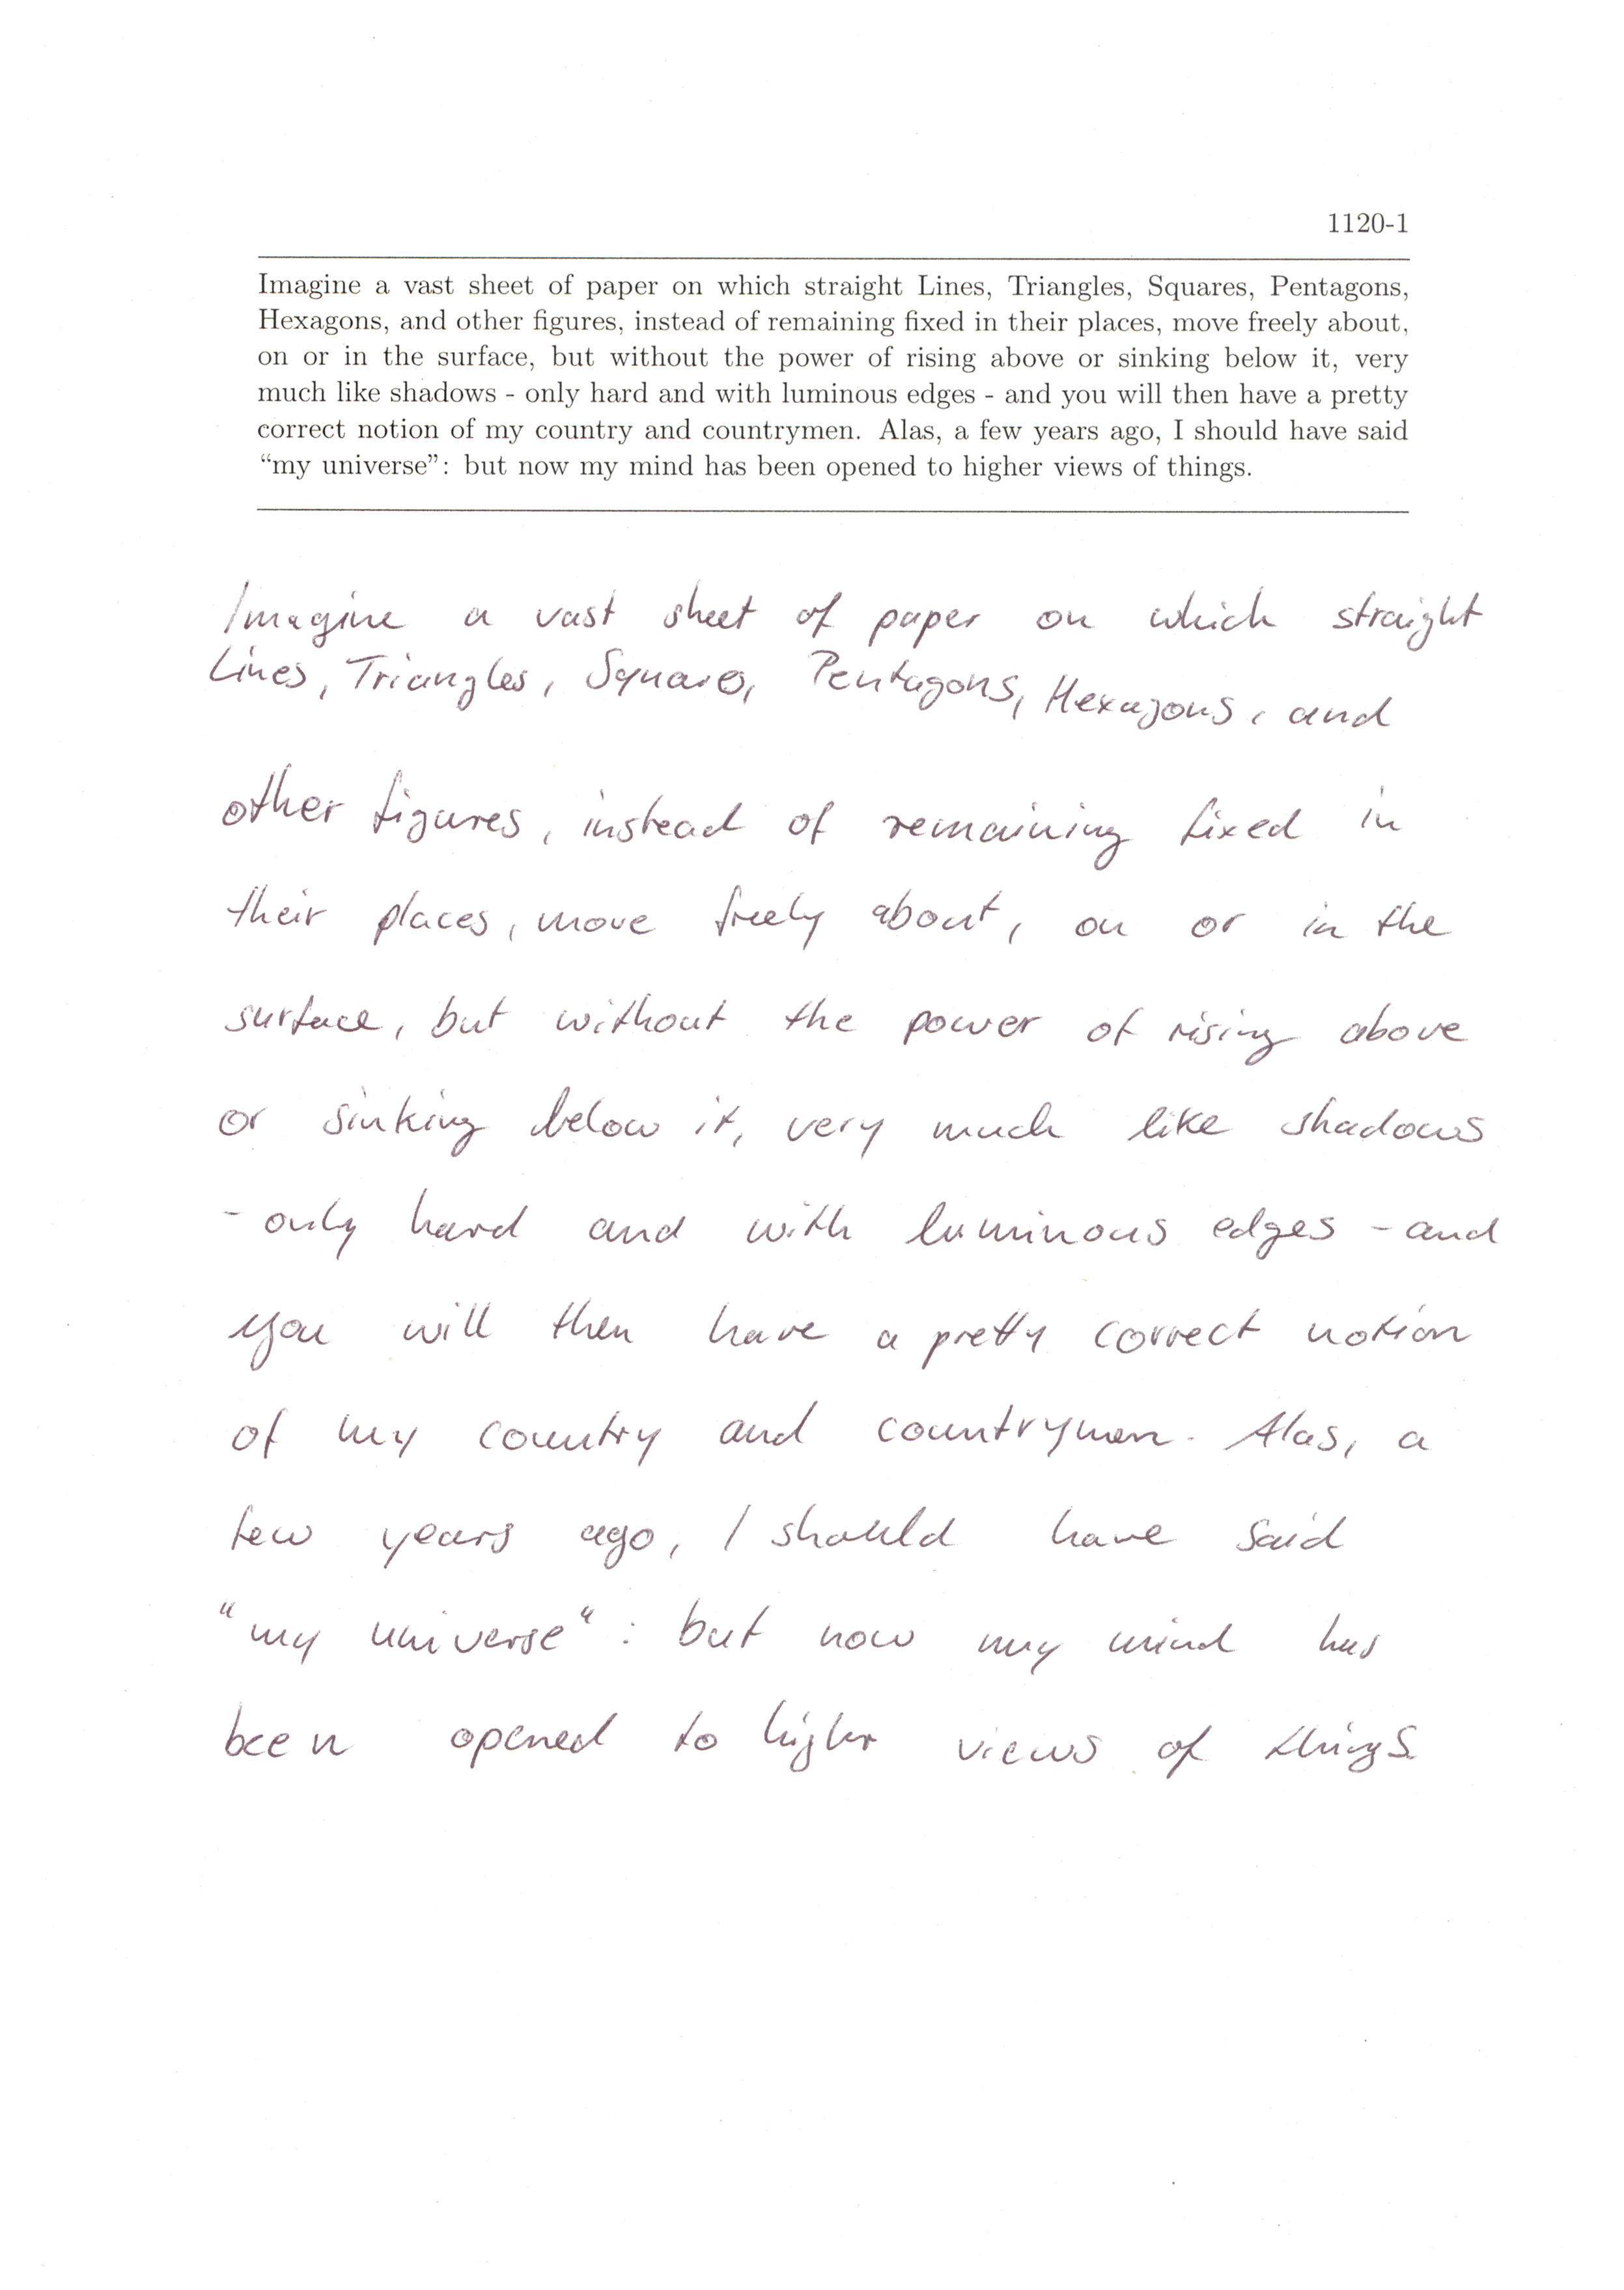 1120-1
Imagine a vast sheet of paper on which straight Lines, Triangles, Squares, Pentagons,
Hexagons, and other figures, instead of remaining fixed in their places, move freely about,
on or in the surface, but without the power of rising above or sinking below it, very
much like shadows - only hard and with luminous edges - and you will then have a pretty
correct notion of my country and countrymen. Alas, a few years ago, I should have said
“my universe”: but now my mind has been opened to higher views of things.
Imagine a vast sheet of paper on which straight
Lines, Triangles, Squares, Pentagons, Hexagons, and
other figures, instead of remaining fixed in
their places, move freely about, on or in the
surface, but without the power of rising above
or sinking below it, very much like shadows
- only hard and with luminous edges - and
you will then have a pretty correct notion
of my country and countrymen. Alas, a
few years ago, I should have said
"my universe": but now my mind has
been opened to higher views of things.